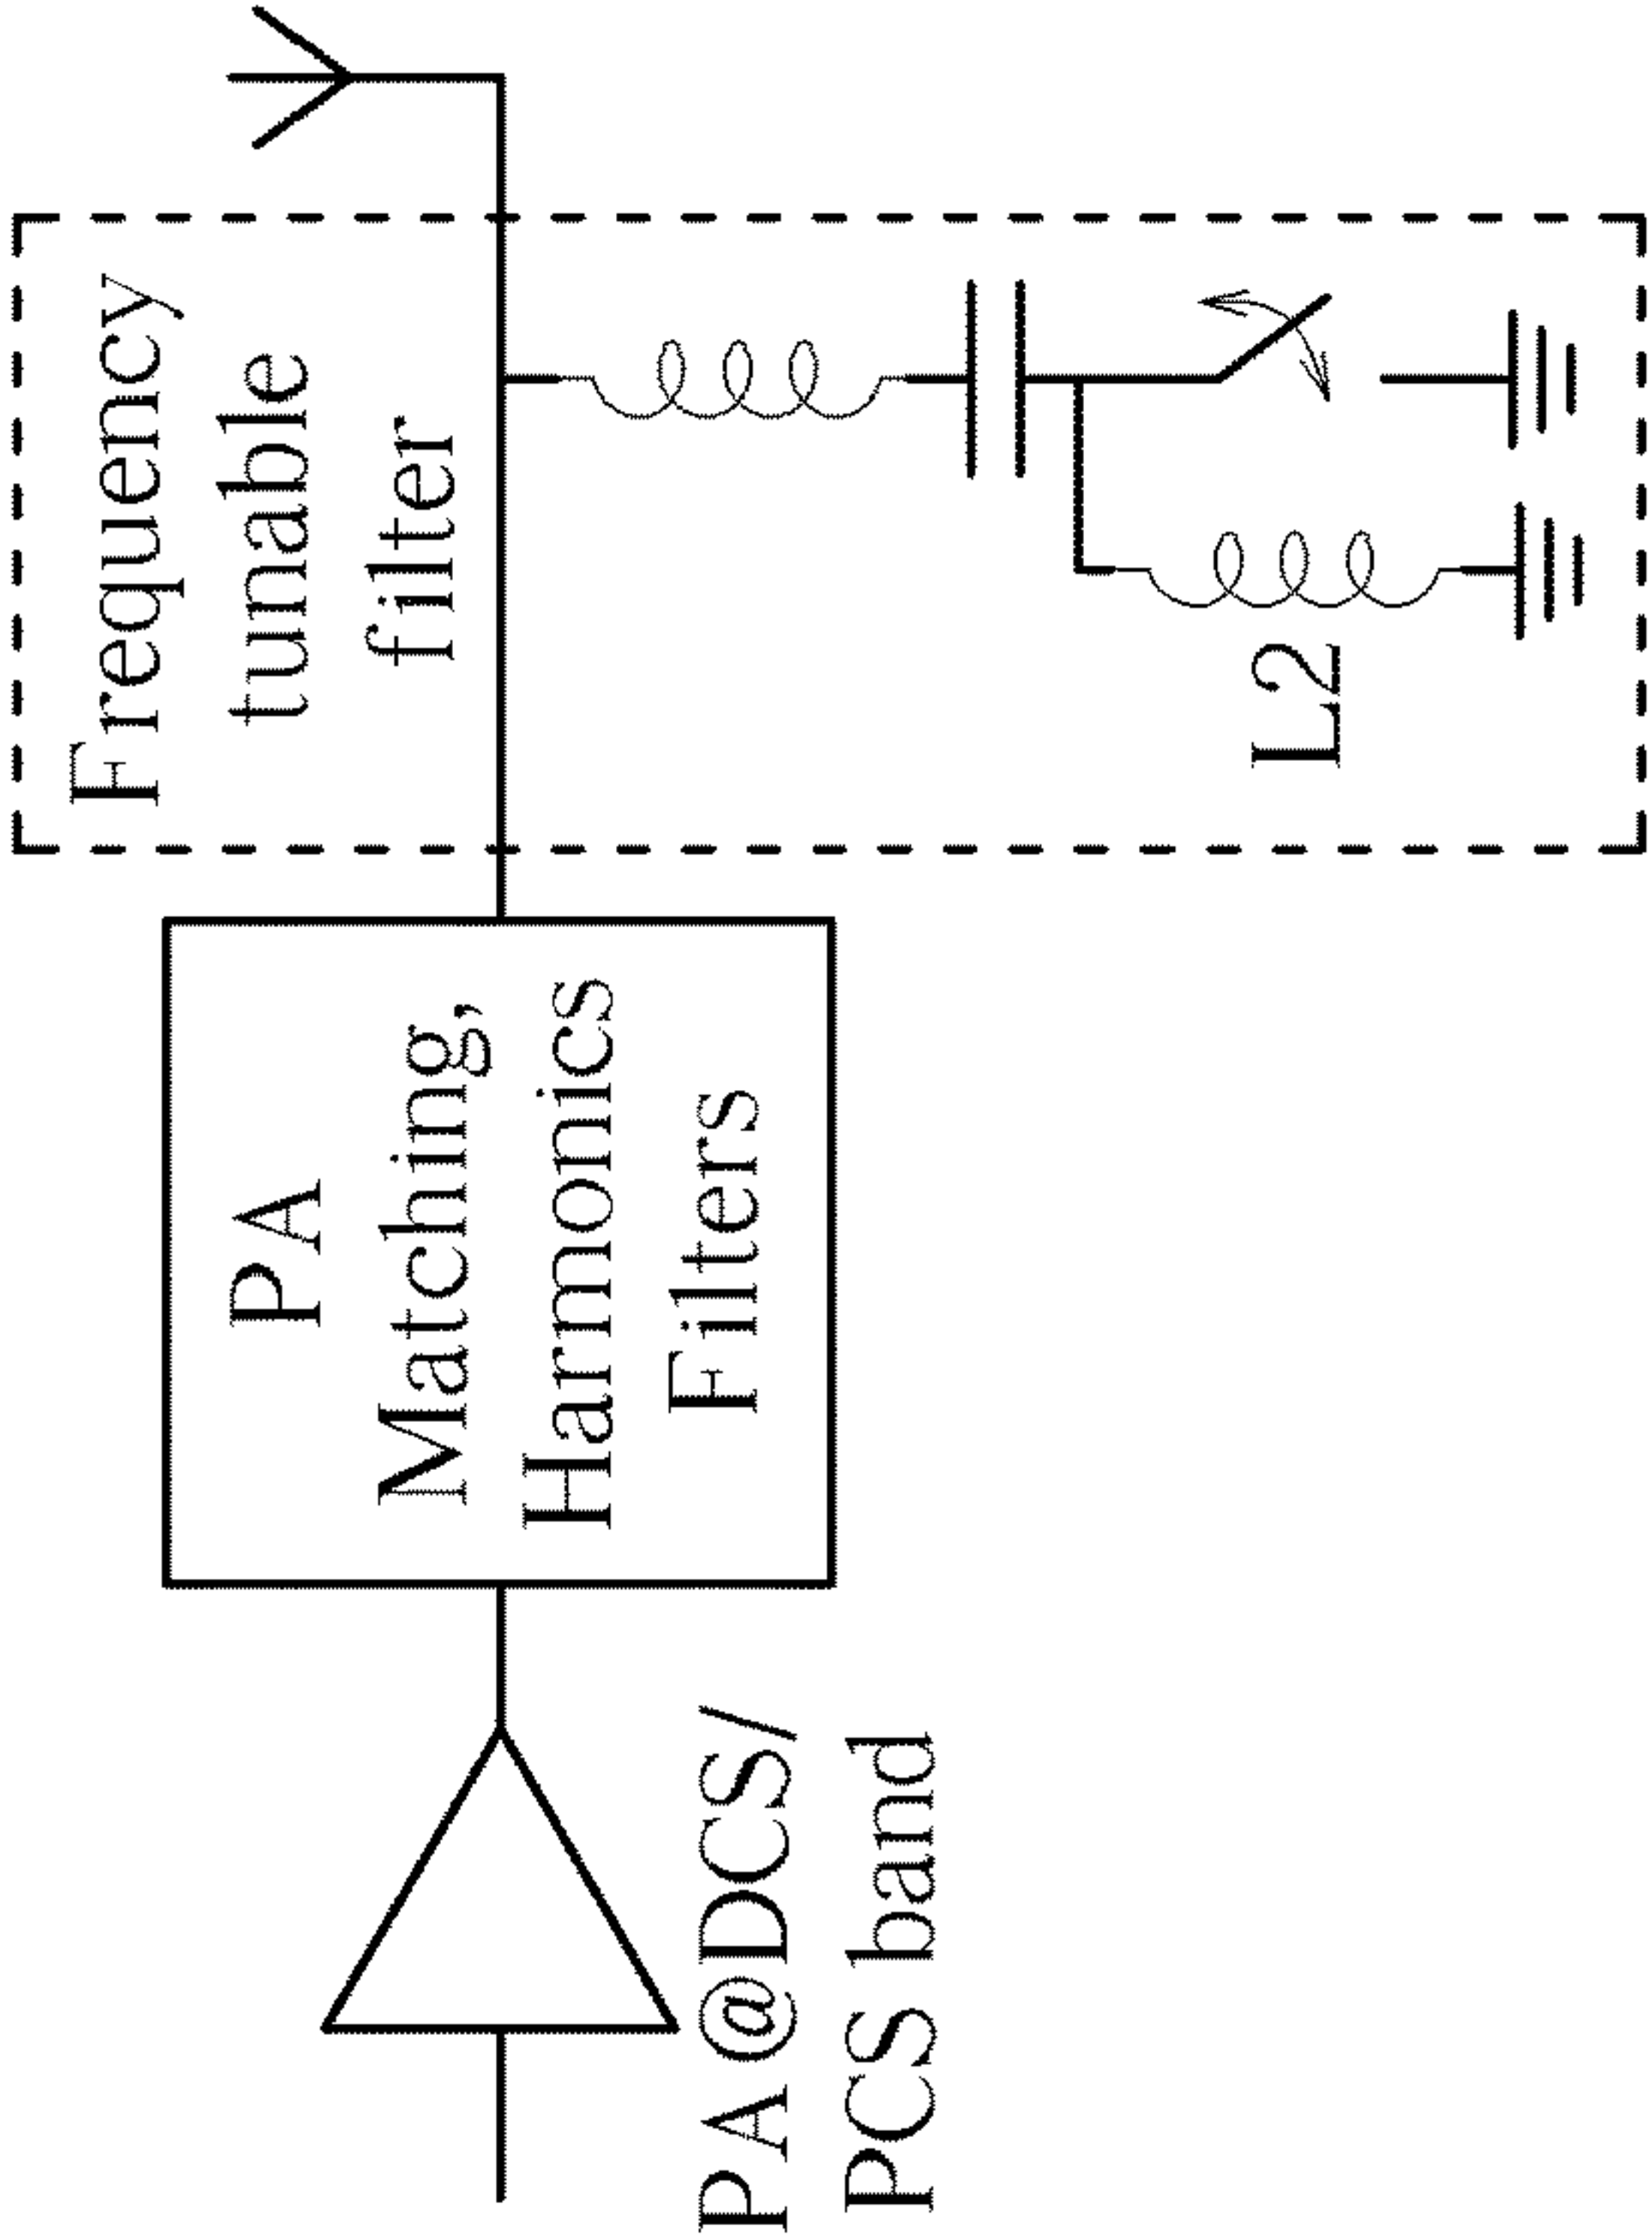 PA@DCS/
PCS band
PA
Matching,
Harmonics
Filters
Frequency
tunable
filter
L2